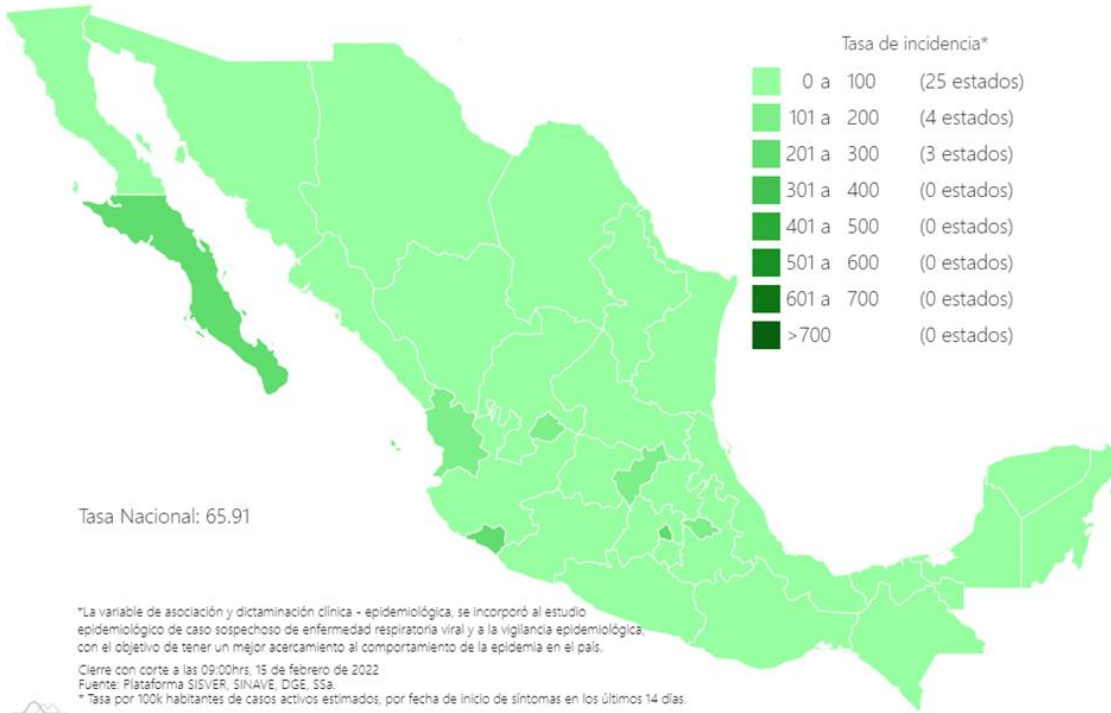 Tasa de incidencia*
0 a 100 (25 estados)
101 a 200 (4 estados)
201 a 300 (3 estados)
301 a 400 (0 estados)
401 a 500 (0 estados)
501 a 600 (0 estados)
601 a 700 (0 estados)
>700 (0 estados)
Tasa Nacional: 65.91
*La variable de asociación y dictaminación clínica - epidemiológica, se incorporó al estudio
epidemiológico de caso sospechoso de enfermedad respiratoria viral y a la vigilancia epidemiológica,
con el objetivo de tener un mejor acercamiento al comportamiento de la epidemia en el país.
Cierre con corte a las 09:00hrs, 15 de febrero de 2022
Fuente: Plataforma SISVER, SINAVE, DGE, SSa.
* Tasa por 100k habitantes de casos activos estimados, por fecha de inicio de síntomas en los últimos 14 días.